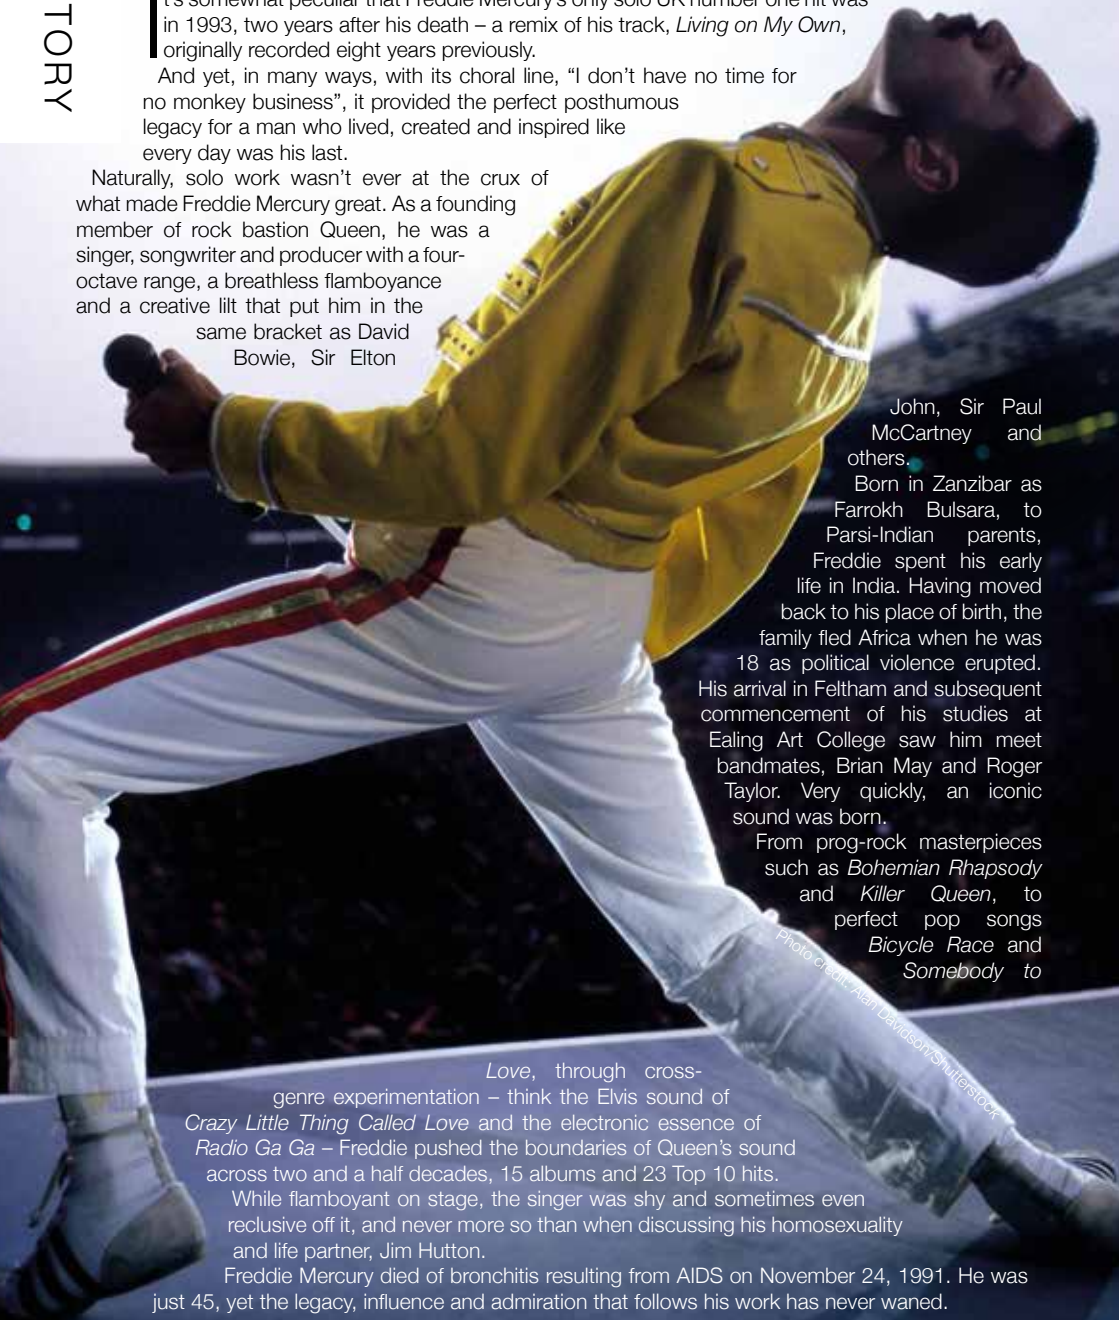 TORY
t's somewhat peculiar that Freddie Mercury's only solo UK number one hit was
in 1993, two years after his death – a remix of his track, Living on My Own,
originally recorded eight years previously.
And yet, in many ways, with its choral line, “I don't have no time for
no monkey business”, it provided the perfect posthumous
legacy for a man who lived, created and inspired like
every day was his last.
Naturally, solo work wasn't ever at the crux of
what made Freddie Mercury great. As a founding
member of rock bastion Queen, he was a
singer, songwriter and producer with a four-
octave range, a breathless flamboyance
and a creative lilt that put him in the
same bracket as David
Bowie, Sir Elton
John, Sir Paul
McCartney and
others.
Born in Zanzibar as
Farrokh Bulsara, to
Parsi-Indian parents,
Freddie spent his early
life in India. Having moved
back to his place of birth, the
family fled Africa when he was
18 as political violence erupted.
His arrival in Feltham and subsequent
commencement of his studies at
Ealing Art College saw him meet
bandmates, Brian May and Roger
Taylor. Very quickly, an iconic
sound was born.
From prog-rock masterpieces
such as Bohemian Rhapsody
and Killer Queen, to
perfect pop songs
Bicycle Race and
Somebody to
Love, through cross-
genre experimentation – think the Elvis sound of
Crazy Little Thing Called Love and the electronic essence of
Radio Ga Ga – Freddie pushed the boundaries of Queen's sound
across two and a half decades, 15 albums and 23 Top 10 hits.
While flamboyant on stage, the singer was shy and sometimes even
reclusive off it, and never more so than when discussing his homosexuality
and life partner, Jim Hutton.
Freddie Mercury died of bronchitis resulting from AIDS on November 24, 1991. He was
just 45, yet the legacy, influence and admiration that follows his work has never waned.
Photo credit: Alan Davidson/Shutterstock